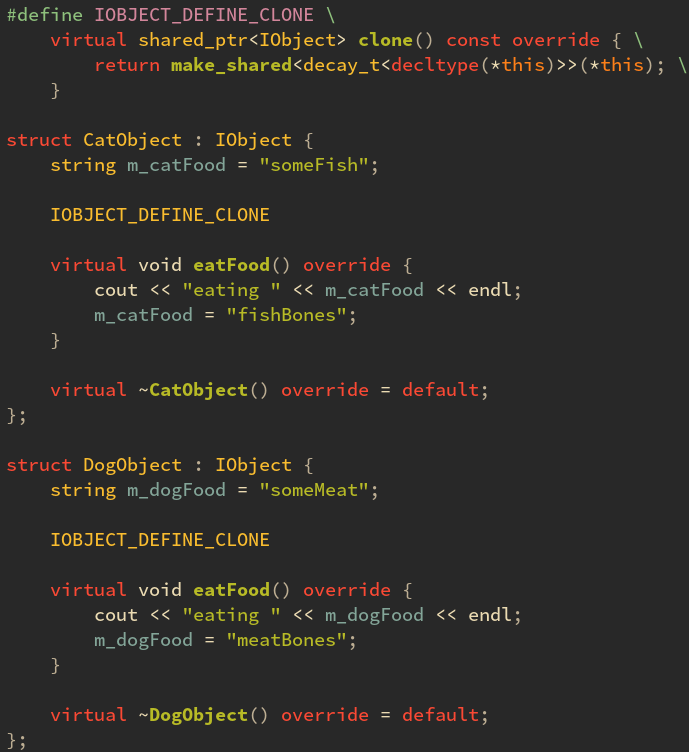 #define IOBJECT_DEFINE_CLONE \
    virtual shared_ptr<IObject> clone() const override { \
        return make_shared<decay_t<decltype(*this)>>(*this); \
    }

struct CatObject : IObject {
    string m_catFood = "someFish";

    IOBJECT_DEFINE_CLONE

    virtual void eatFood() override {
        cout << "eating " << m_catFood << endl;
        m_catFood = "fishBones";
    }

    virtual ~CatObject() override = default;
};

struct DogObject : IObject {
    string m_dogFood = "someMeat";

    IOBJECT_DEFINE_CLONE

    virtual void eatFood() override {
        cout << "eating " << m_dogFood << endl;
        m_dogFood = "meatBones";
    }

    virtual ~DogObject() override = default;
};